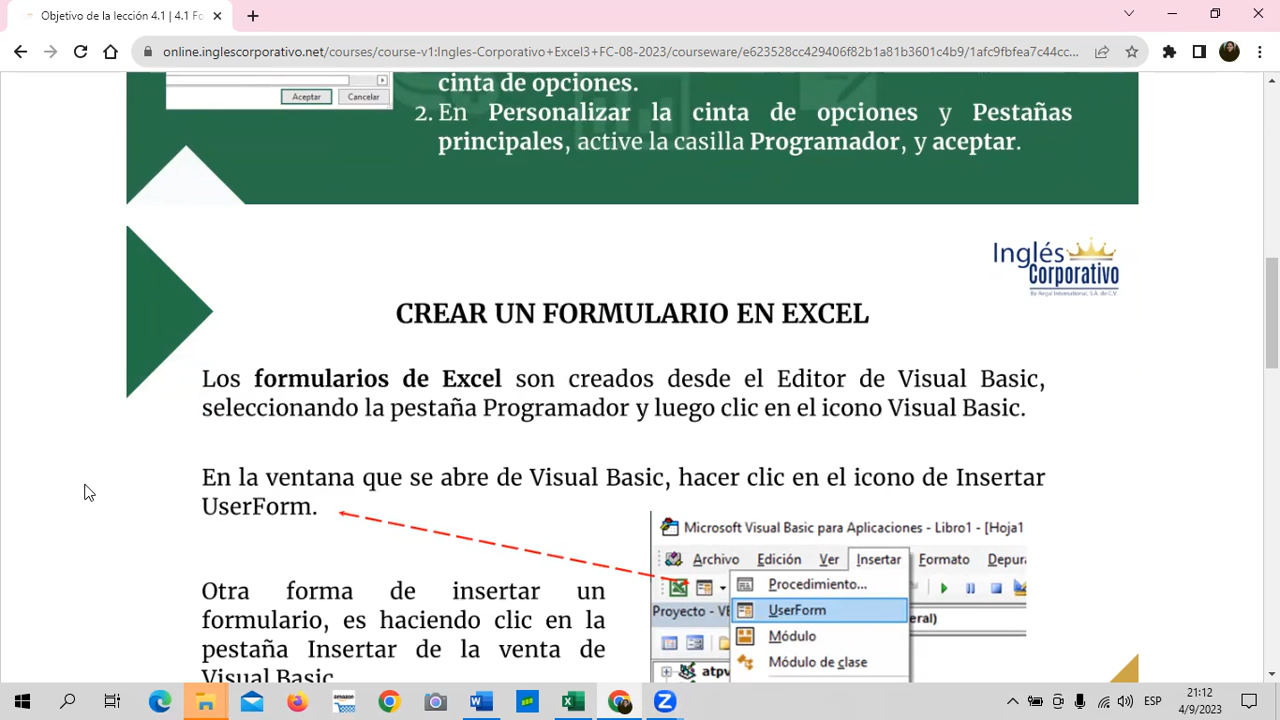 Objetivo de la lección 4.1 | 4.1 Fo
online.inglescorporativo.net/courses/course-v1:Ingles-Corporativo+Excel3+FC-08-2023/courseware/e623528cc429406f82b1a81b3601c4b9/1afc9fbfea7c44cc...
Aceptar Cancelar
cinta de opciones.
2. En Personalizar la cinta de opciones y Pestañas
principales, active la casilla Programador, y aceptar.
Inglés
Corporativo
By Regal International, S.A. de C.V.
CREAR UN FORMULARIO EN EXCEL
Los formularios de Excel son creados desde el Editor de Visual Basic,
seleccionando la pestaña Programador y luego clic en el icono Visual Basic.
En la ventana que se abre de Visual Basic, hacer clic en el icono de Insertar
UserForm.
Otra forma de insertar un
formulario, es haciendo clic en la
pestaña Insertar de la venta de
Visual Basic
Microsoft Visual Basic para Aplicaciones - Libro1 - [Hoja1
Archivo Edición Ver Insertar Formato Depura
Procedimiento...
Proyecto - VB
UserForm
eral)
Módulo
Módulo de clase
atpv
ESP
21:12
4/9/2023